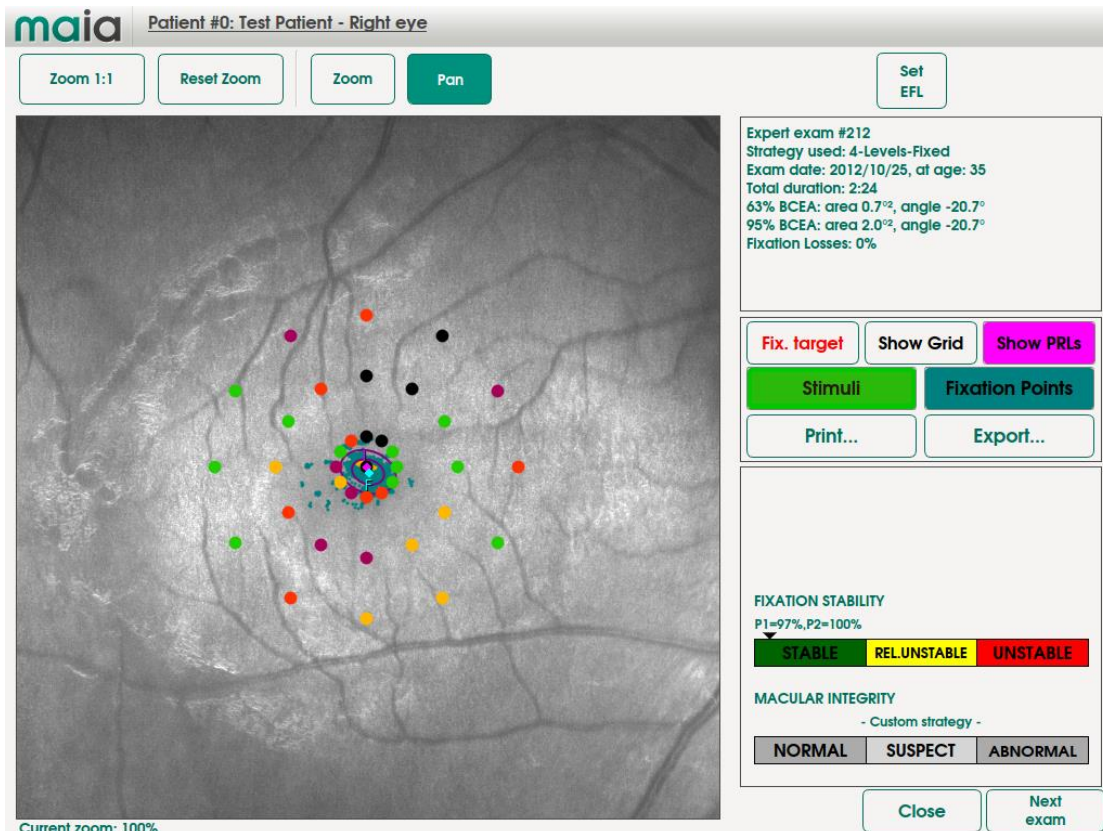 maia
Patient #0: Test Patient - Right eye
Zoom 1:1
Reset Zoom
Zoom
Pan
Set
EFL
Expert exam #212
Strategy used: 4-Levels-Fixed
Exam date: 2012/10/25, at age: 35
Total duration: 2:24
63% BCEA: area 0.7°², angle -20.7°
95% BCEA: area 2.0°², angle -20.7°
Fixation Losses: 0%
Fix. target
Show Grid
Show PRLs
Stimuli
Fixation Points
Print...
Export...
F
FIXATION STABILITY
P1=97%,P2=100%
STABLE
REL.UNSTABLE
UNSTABLE
MACULAR INTEGRITY
- Custom strategy -
NORMAL
SUSPECT
ABNORMAL
Close
Next
exam
Current zoom: 100%